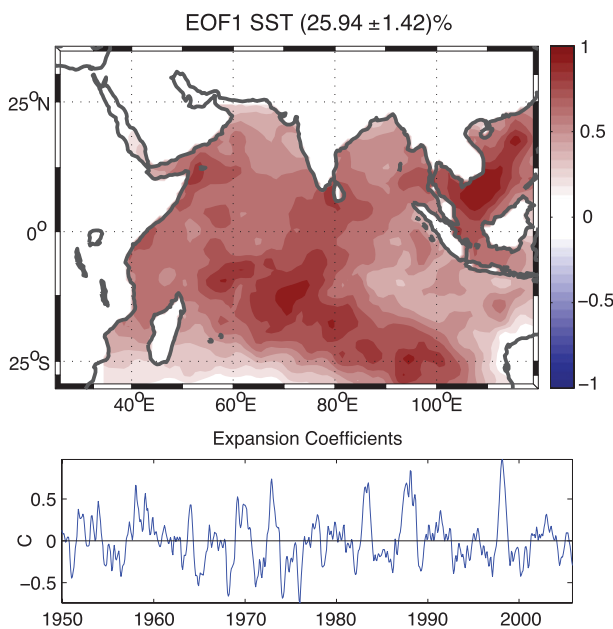 EOF1 SST (25.94 ±1.42)%
25°N
0°
25°S
40°E 60°E 80°E 100°E
1
0.5
0
−0.5
−1
Expansion Coefficients
C
0.5
0
−0.5
1950 1960 1970 1980 1990 2000